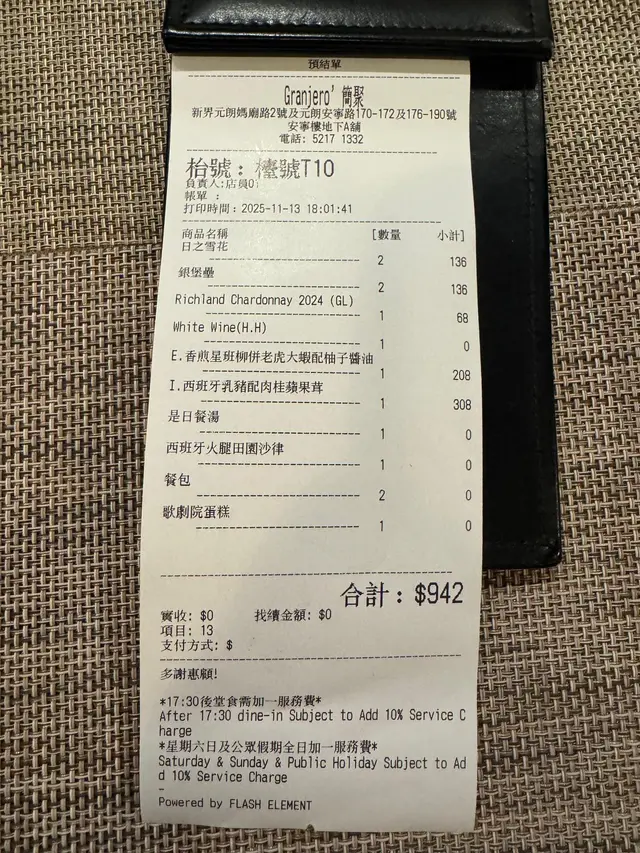 預結單
Granjero' 簡聚
新界元朗媽廟路2號及元朗安寧路170-172及176-190號
安寧樓地下A舖
電話: 5217 1332
枱號: 檯號T10
負責人:店員01
帳單 :
打印時間: 2025-11-13 18:01:41
商品名稱 [數量 小計]
日之雪花
2 136
銀堡壘
2 136
Richland Chardonnay 2024 (GL)
1 68
White Wine(H.H)
1 0
E.香煎星班柳併老虎大蝦配柚子醬油
1 208
I.西班牙乳豬配肉桂蘋果茸
1 308
是日餐湯
1 0
西班牙火腿田園沙律
1 0
餐包
2 0
歌劇院蛋糕
1 0
合計: $942
實收: $0 找續金額: $0
項目: 13
支付方式: $
多謝惠顧!
*17:30後堂食需加一服務費*
After 17:30 dine-in Subject to Add 10% Service C
harge
*星期六日及公眾假期全日加一服務費*
Saturday & Sunday & Public Holiday Subject to Ad
d 10% Service Charge
-
Powered by FLASH ELEMENT